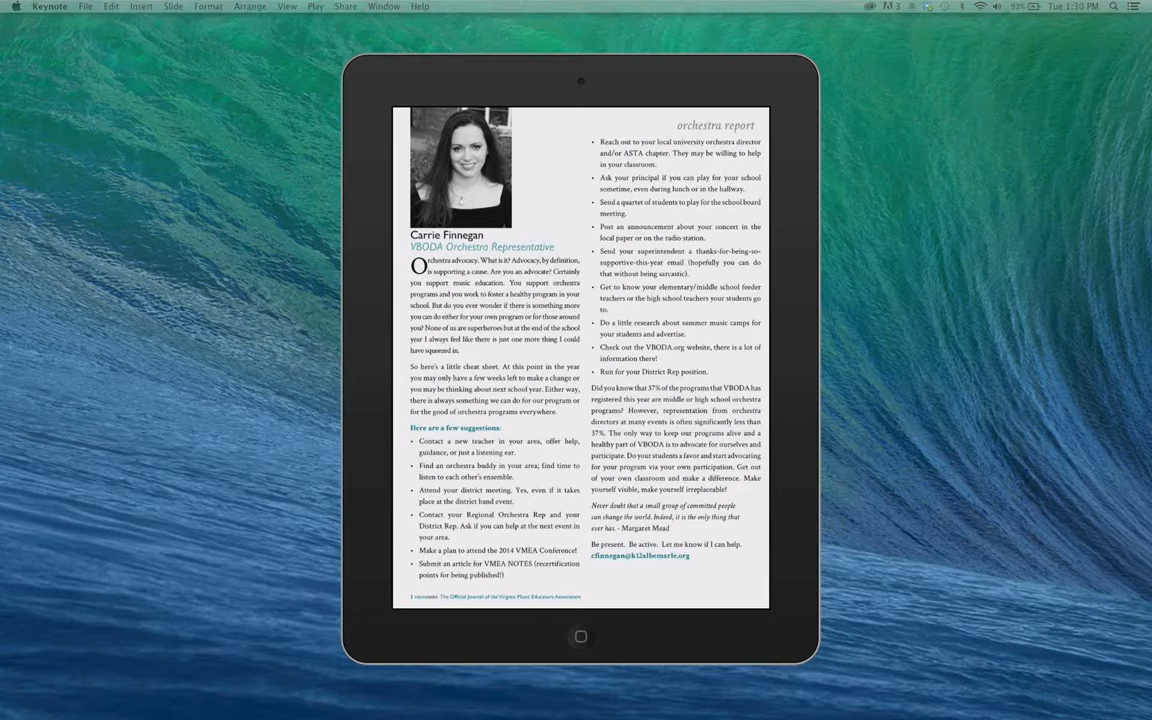 Keynote File Edit Insert Slide Format Arrange View Play Share Window Help
3 93% Tue 1:30 PM
Carrie Finnegan
VBODA Orchestra Representative
Orchestra advocacy. What is it? Advocacy, by definition,
is supporting a cause. Are you an advocate? Certainly
you support music education. You support orchestra
programs and you work to foster a healthy program in your
school. But do you ever wonder if there is something more
you can do either for your own program or for those around
you? None of us are superheroes but at the end of the school
year I always feel like there is just one more thing I could
have squeezed in.
So here's a little cheat sheet. At this point in the year
you may only have a few weeks left to make a change or
you may be thinking about next school year. Either way,
there is always something we can do for our program or
for the good of orchestra programs everywhere.
Here are a few suggestions:
• Contact a new teacher in your area, offer help,
guidance, or just a listening ear.
• Find an orchestra buddy in your area; find time to
listen to each other's ensemble.
• Attend your district meeting. Yes, even if it takes
place at the district band event.
• Contact your Regional Orchestra Rep and your
District Rep. Ask if you can help at the next event in
your area.
• Make a plan to attend the 2014 VMEA Conference!
• Submit an article for VMEA NOTES (recertification
points for being published!)
The Official Journal of the Virginia Music Educators Association
orchestra report
• Reach out to your local university orchestra director
and/or ASTA chapter. They may be willing to help
in your classroom.
• Ask your principal if you can play for your school
sometime, even during lunch or in the hallway.
• Send a quartet of students to play for the school board
meeting.
• Post an announcement about your concert in the
local paper or on the radio station.
• Send your superintendent a thanks-for-being-so-
supportive-this-year email (hopefully you can do
that without being sarcastic).
• Get to know your elementary/middle school feeder
teachers or the high school teachers your students go
to.
• Do a little research about summer music camps for
your students and advertise.
• Check out the VBODA.org website, there is a lot of
information there!
• Run for your District Rep position.
Did you know that 37% of the programs that VBODA has
registered this year are middle or high school orchestra
programs? However, representation from orchestra
directors at many events is often significantly less than
37%. The only way to keep our programs alive and a
healthy part of VBODA is to advocate for ourselves and
participate. Do your students a favor and start advocating
for your program via your own participation. Get out
of your own classroom and make a difference. Make
yourself visible, make yourself irreplaceable!
Never doubt that a small group of committed people
can change the world. Indeed, it is the only thing that
ever has. - Margaret Mead
Be present. Be active. Let me know if I can help.
cfinnegan@k12albemarle.org